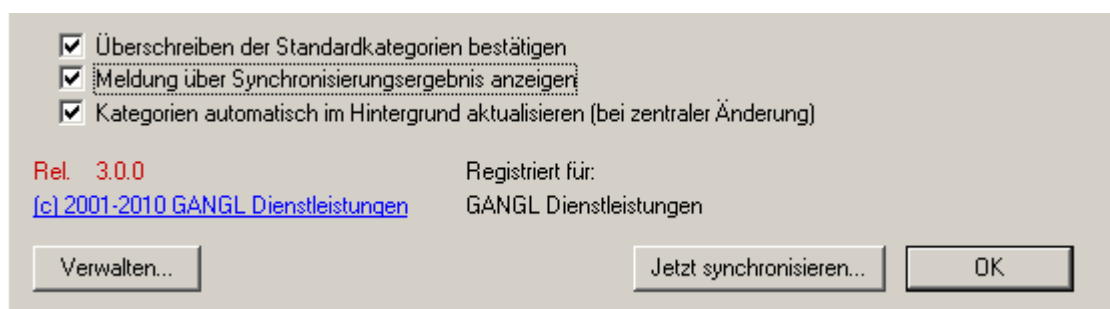 Überschreiben der Standardkategorien bestätigen
Meldung über Synchronisierungsergebnis anzeigen
Kategorien automatisch im Hintergrund aktualisieren (bei zentraler Änderung)
Rel. 3.0.0 Registriert für:
(c) 2001-2010 GANGL Dienstleistungen GANGL Dienstleistungen
Verwalten... Jetzt synchronisieren... OK